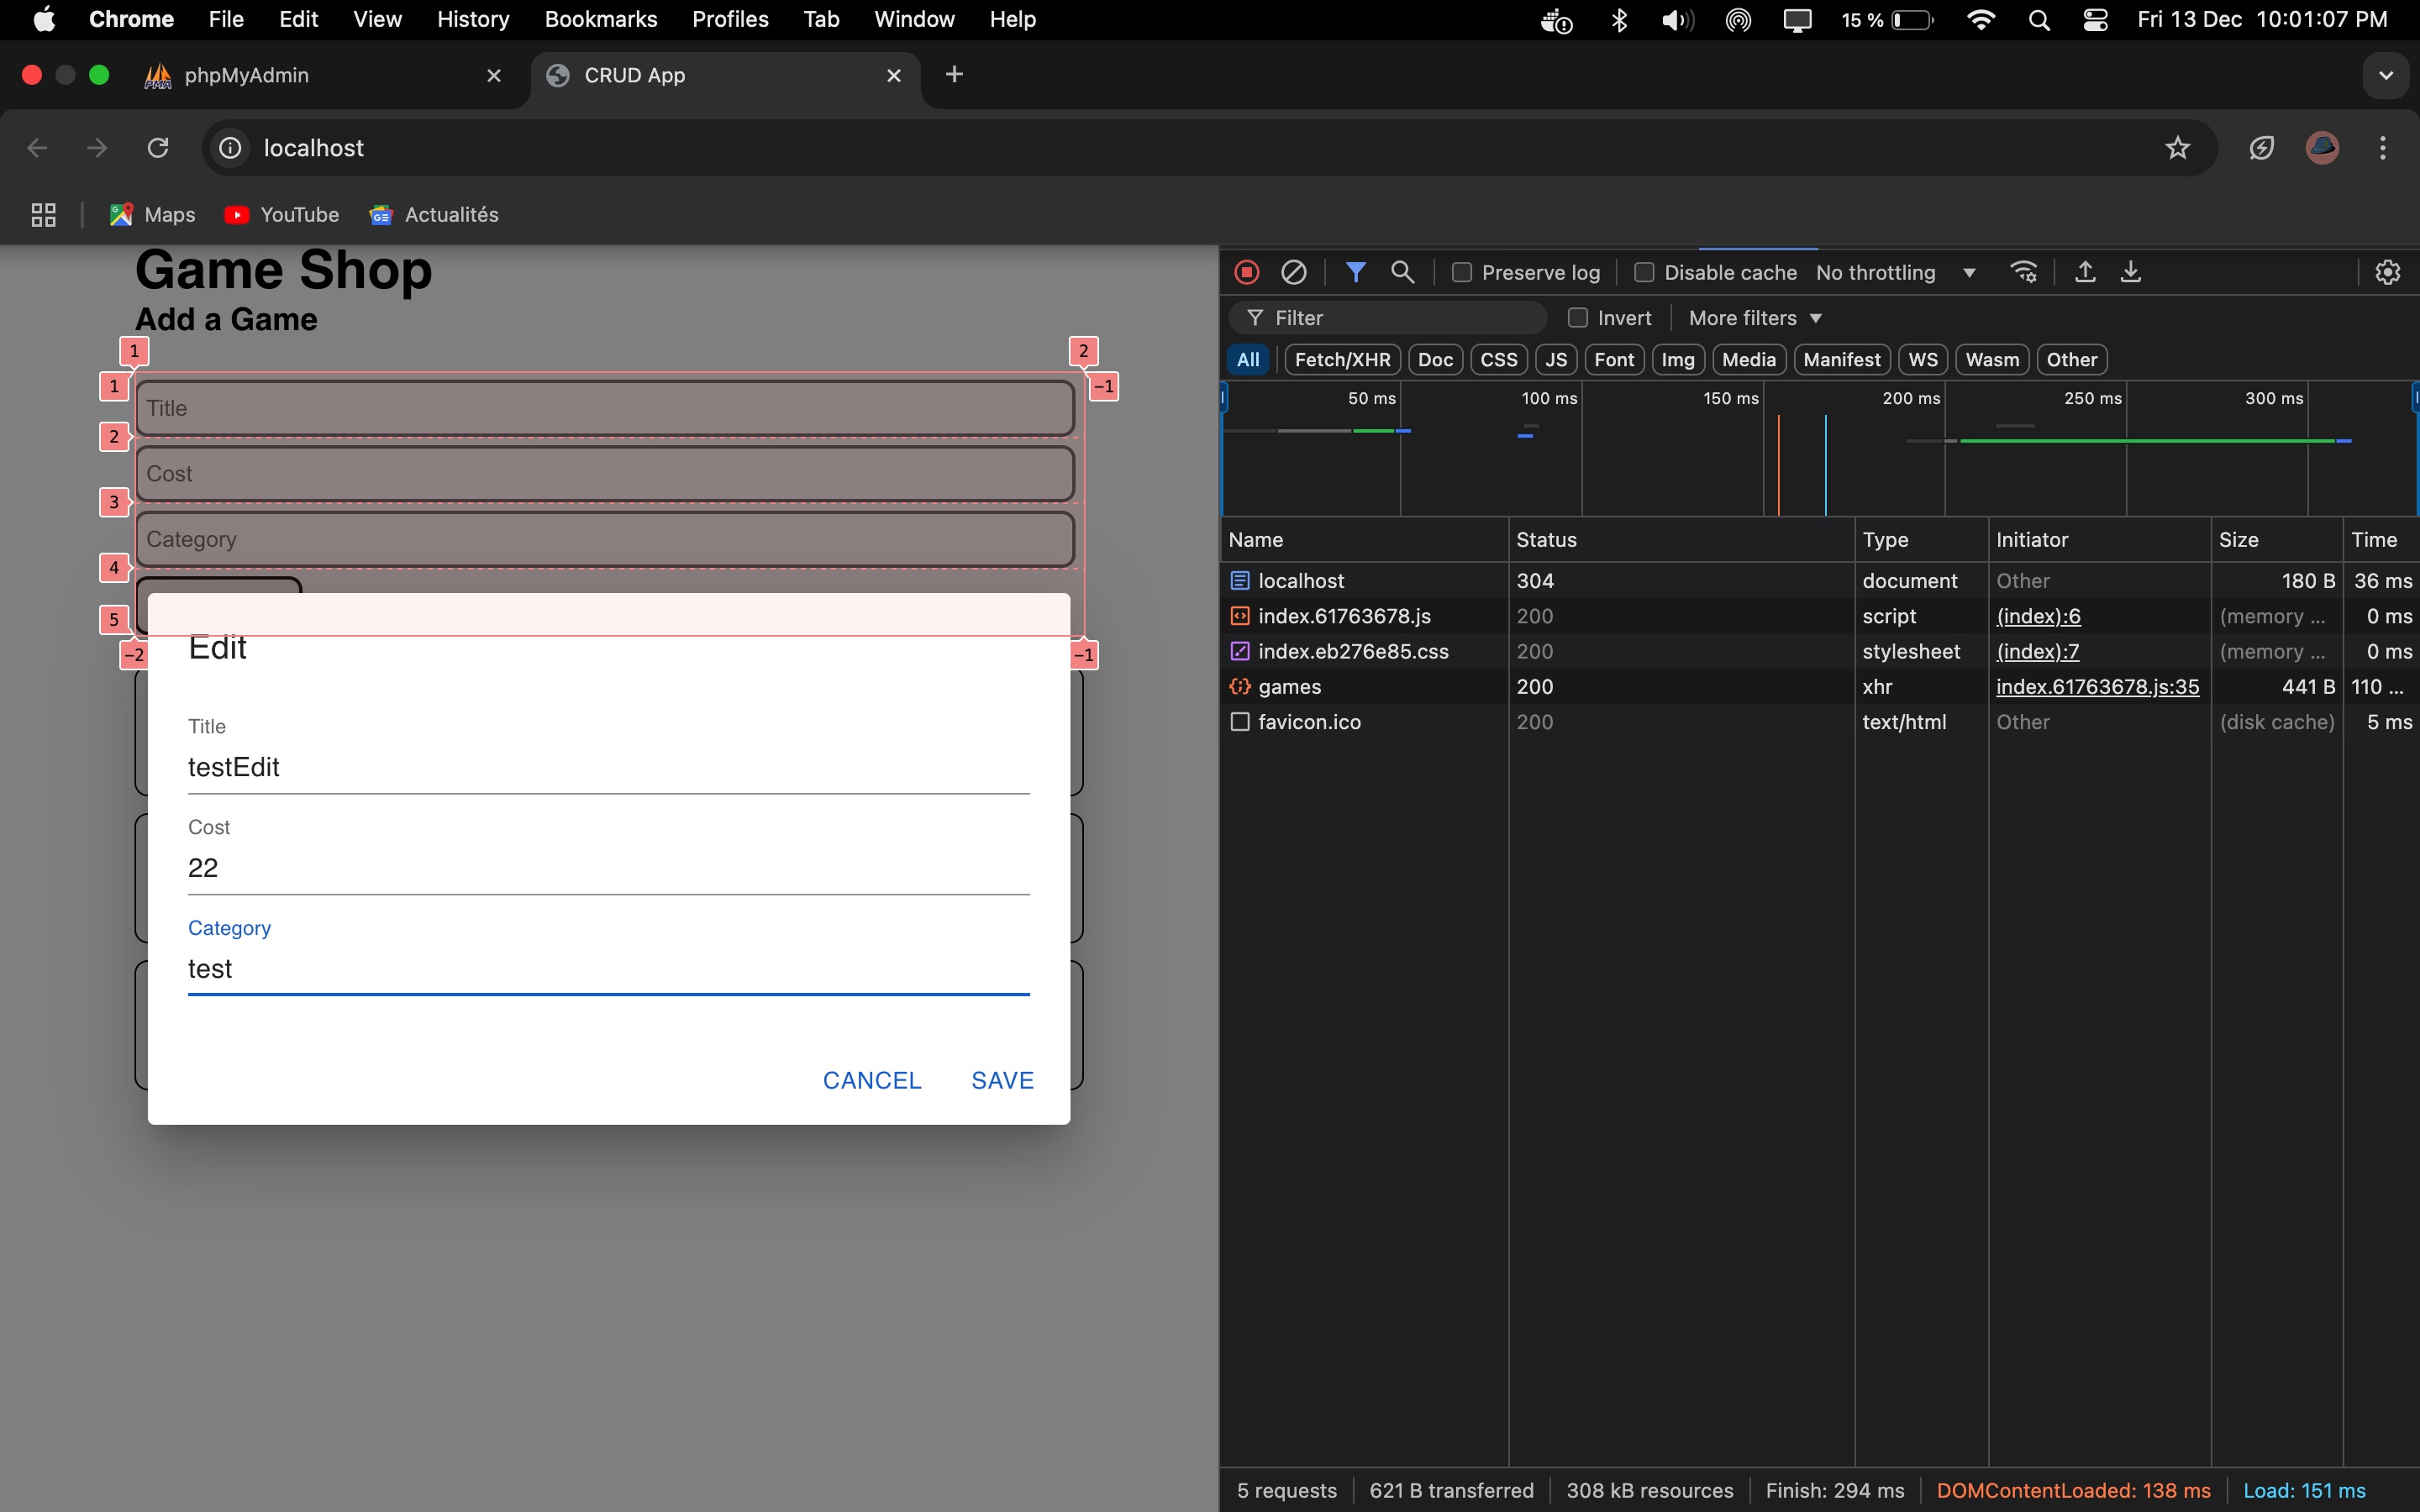 Chrome File Edit View History Bookmarks Profiles Tab Window Help 15 % Fri 13 Dec 10:01:07 PM
phpMyAdmin CRUD App
localhost
Maps YouTube Actualités
Game Shop
Add a Game
1 2
1 −1
Title
2
Cost
3
Category
4
5
−2 −1
Edit
Title
testEdit
Cost
22
Category
test
CANCEL SAVE
Preserve log Disable cache No throttling
Filter Invert More filters
All Fetch/XHR Doc CSS JS Font Img Media Manifest WS Wasm Other
50 ms 100 ms 150 ms 200 ms 250 ms 300 ms
Name Status Type Initiator Size Time
localhost 304 document Other 180 B 36 ms
index.61763678.js 200 script (index):6 (memory ... 0 ms
index.eb276e85.css 200 stylesheet (index):7 (memory ... 0 ms
games 200 xhr index.61763678.js:35 441 B 110 ...
favicon.ico 200 text/html Other (disk cache) 5 ms
5 requests 621 B transferred 308 kB resources Finish: 294 ms DOMContentLoaded: 138 ms Load: 151 ms